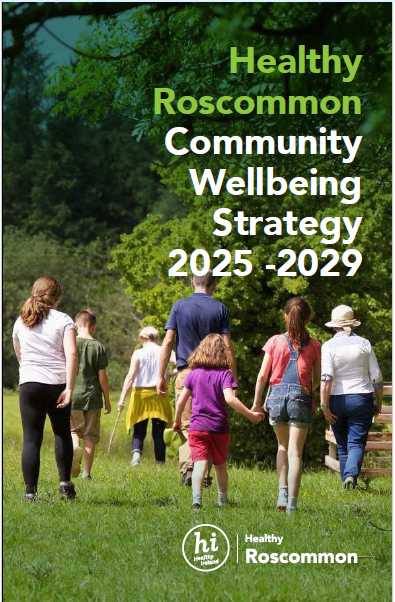 Healthy
Roscommon
Community
Wellbeing
Strategy
2025 -2029
hi
Healthy
Ireland
Healthy
Roscommon